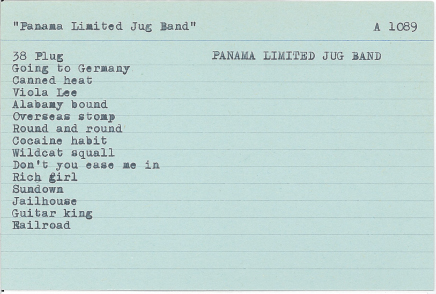 "Panama Limited Jug Band" A 1089
38 Plug PANAMA LIMITED JUG BAND
Going to Germany
Canned heat
Viola Lee
Alabamy bound
Overseas stomp
Round and round
Cocaine habit
Wildcat squall
Don't you ease me in
Rich girl
Sundown
Jailhouse
Guitar king
Railroad